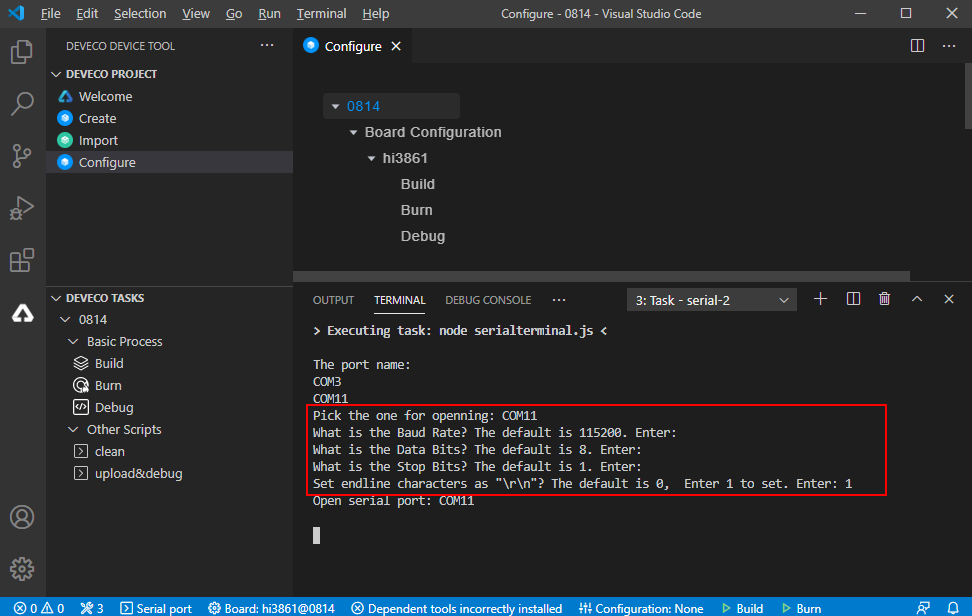 File Edit Selection View Go Run Terminal Help Configure - 0814 - Visual Studio Code
DEVECO DEVICE TOOL
DEVECO PROJECT
Welcome
Create
Import
Configure
DEVECO TASKS
0814
Basic Process
Build
Burn
Debug
Other Scripts
clean
upload&debug
Configure
0814
Board Configuration
hi3861
Build
Burn
Debug
OUTPUT TERMINAL DEBUG CONSOLE 3: Task - serial-2
> Executing task: node serialterminal.js <
The port name:
COM3
COM11
Pick the one for openning: COM11
What is the Baud Rate? The default is 115200. Enter:
What is the Data Bits? The default is 8. Enter:
What is the Stop Bits? The default is 1. Enter:
Set endline characters as "\r\n"? The default is 0,  Enter 1 to set. Enter: 1
Open serial port: COM11
0 0 3 Serial port Board: hi3861@0814 Dependent tools incorrectly installed Configuration: None Build Burn